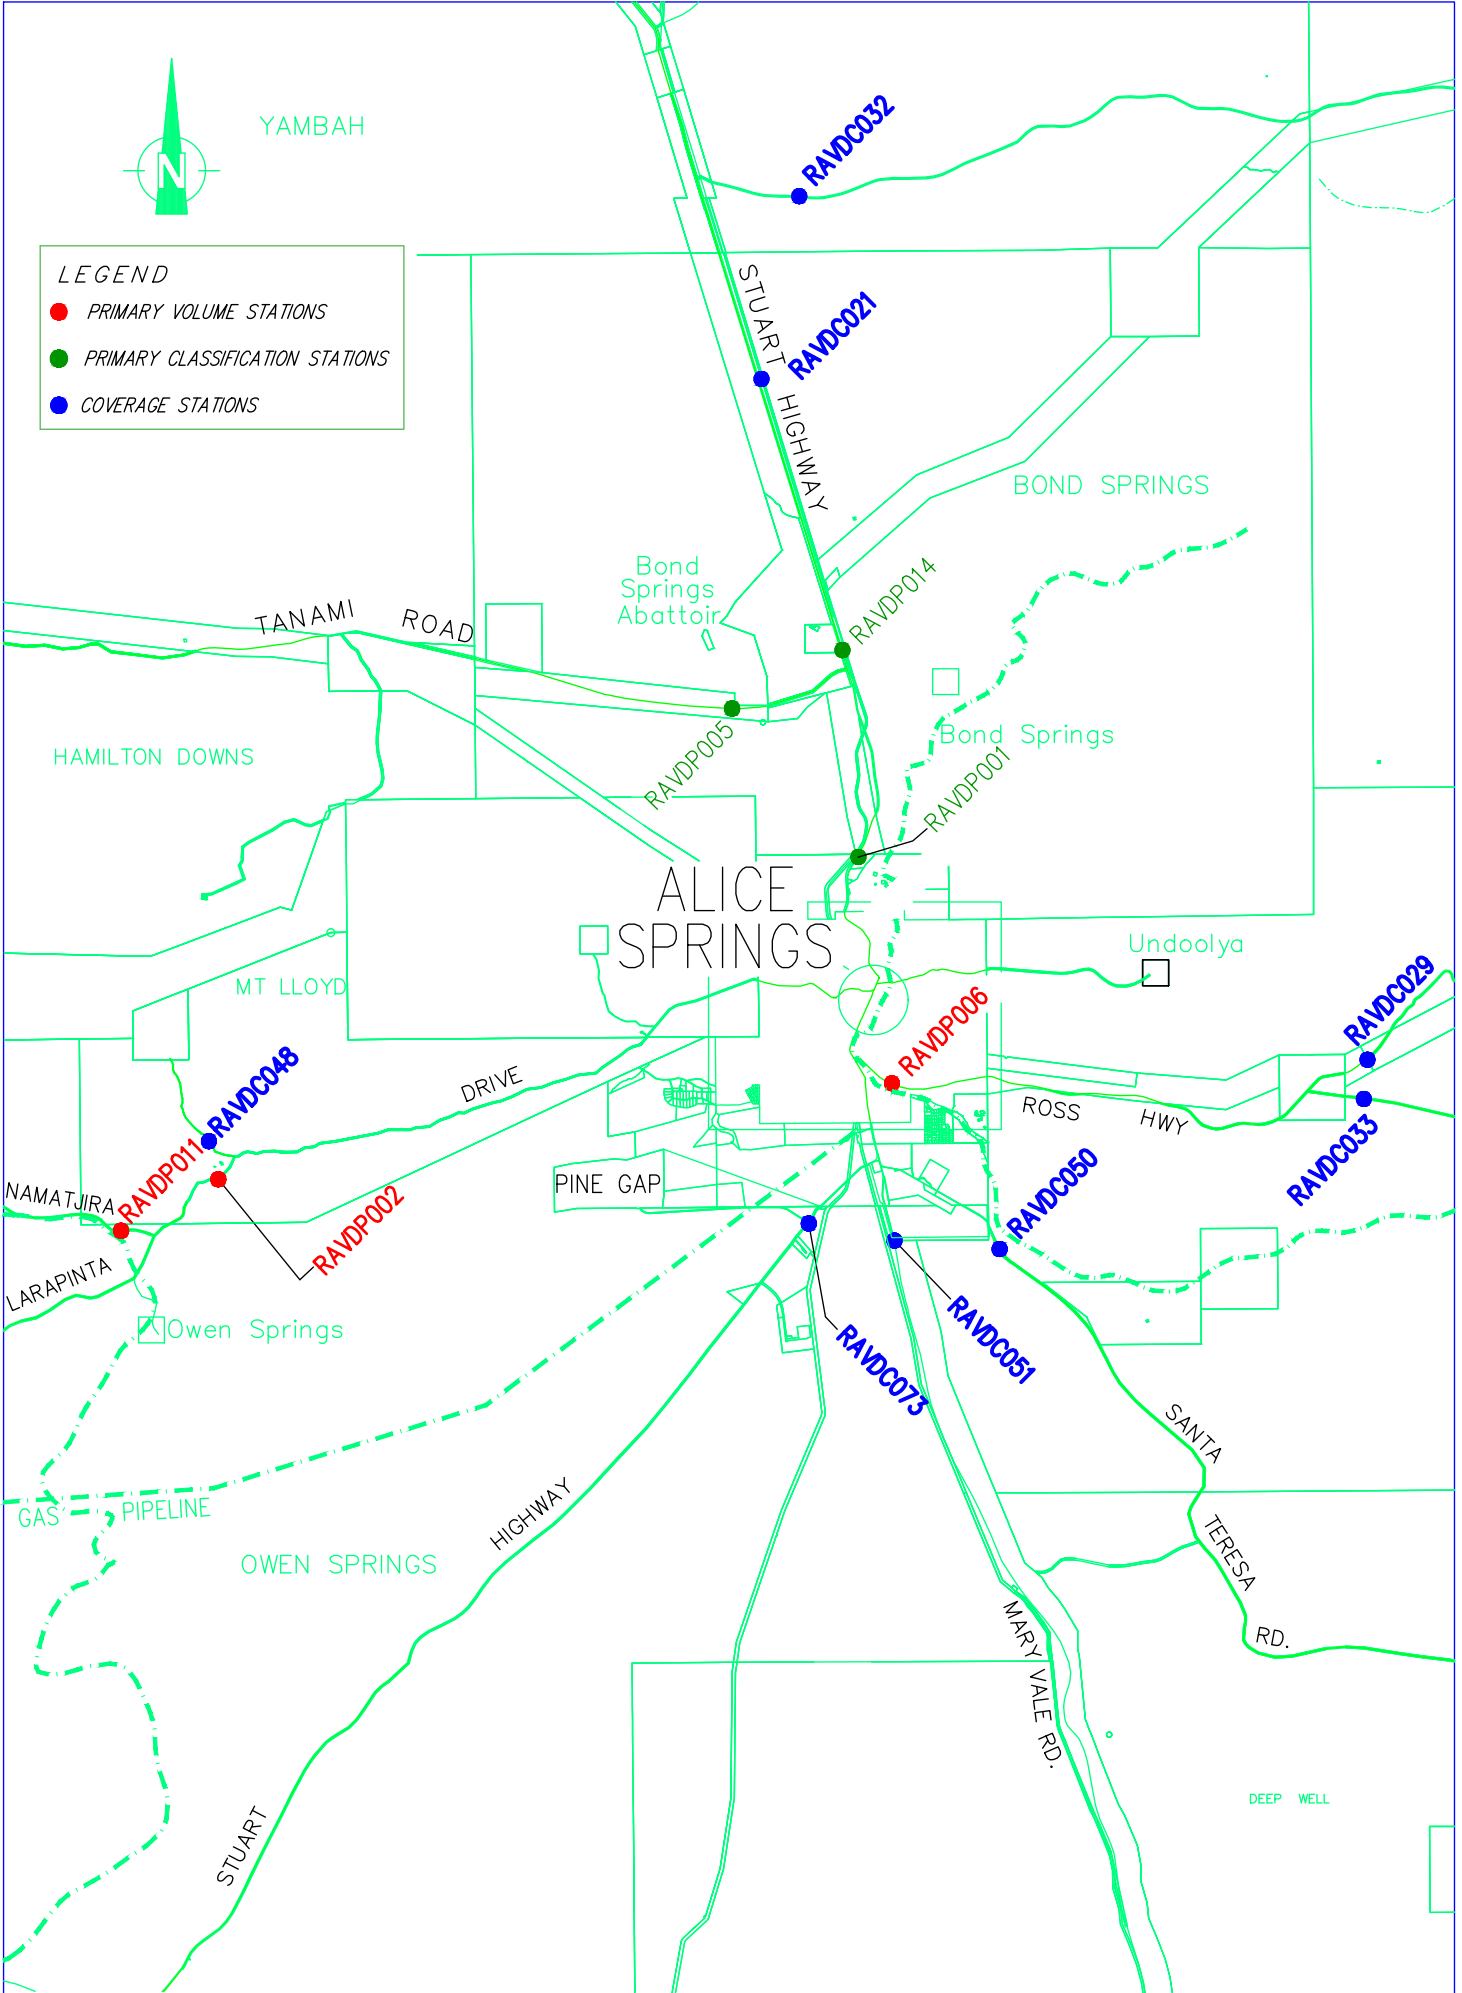 YAMBAH
N
RAVDC032
LEGEND
PRIMARY VOLUME STATIONS
PRIMARY CLASSIFICATION STATIONS
COVERAGE STATIONS
STUART HIGHWAY
RAVDC021
BOND SPRINGS
Bond
Springs
Abattoir
RAVDP014
TANAMI ROAD
HAMILTON DOWNS
RAVDP005
Bond Springs
RAVDP001
ALICE
SPRINGS
Undoolya
MT LLOYD
RAVDP006
RAVDC029
RAVDC048
DRIVE
ROSS HWY
RAVDC033
RAVDP011
NAMATJIRA
RAVDP002
PINE GAP
RAVDC050
LARAPINTA
Owen Springs
RAVDC051
RAVDC073
SANTA
TERESA
RD.
GAS PIPELINE
HIGHWAY
OWEN SPRINGS
MARY VALE RD.
DEEP WELL
STUART